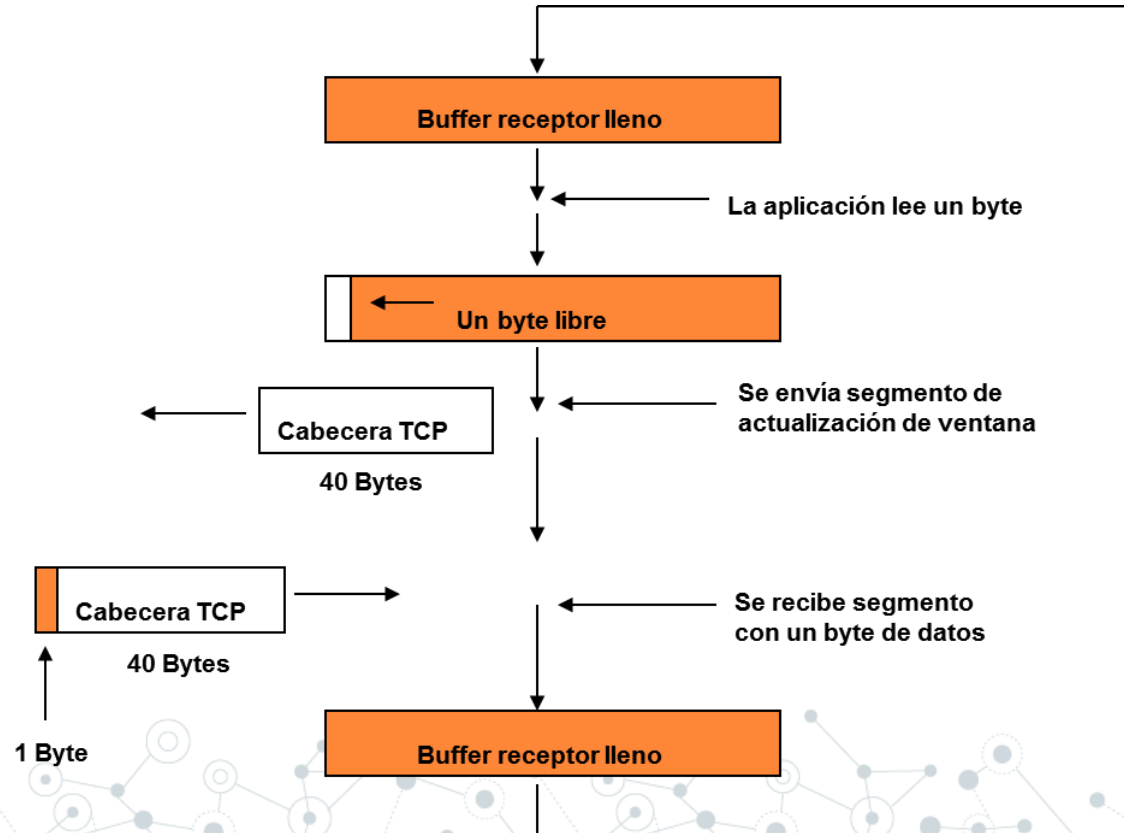 Buffer receptor lleno
La aplicación lee un byte
Un byte libre
Se envía segmento de
actualización de ventana
Cabecera TCP
40 Bytes
Se recibe segmento
con un byte de datos
Cabecera TCP
40 Bytes
1 Byte
Buffer receptor lleno